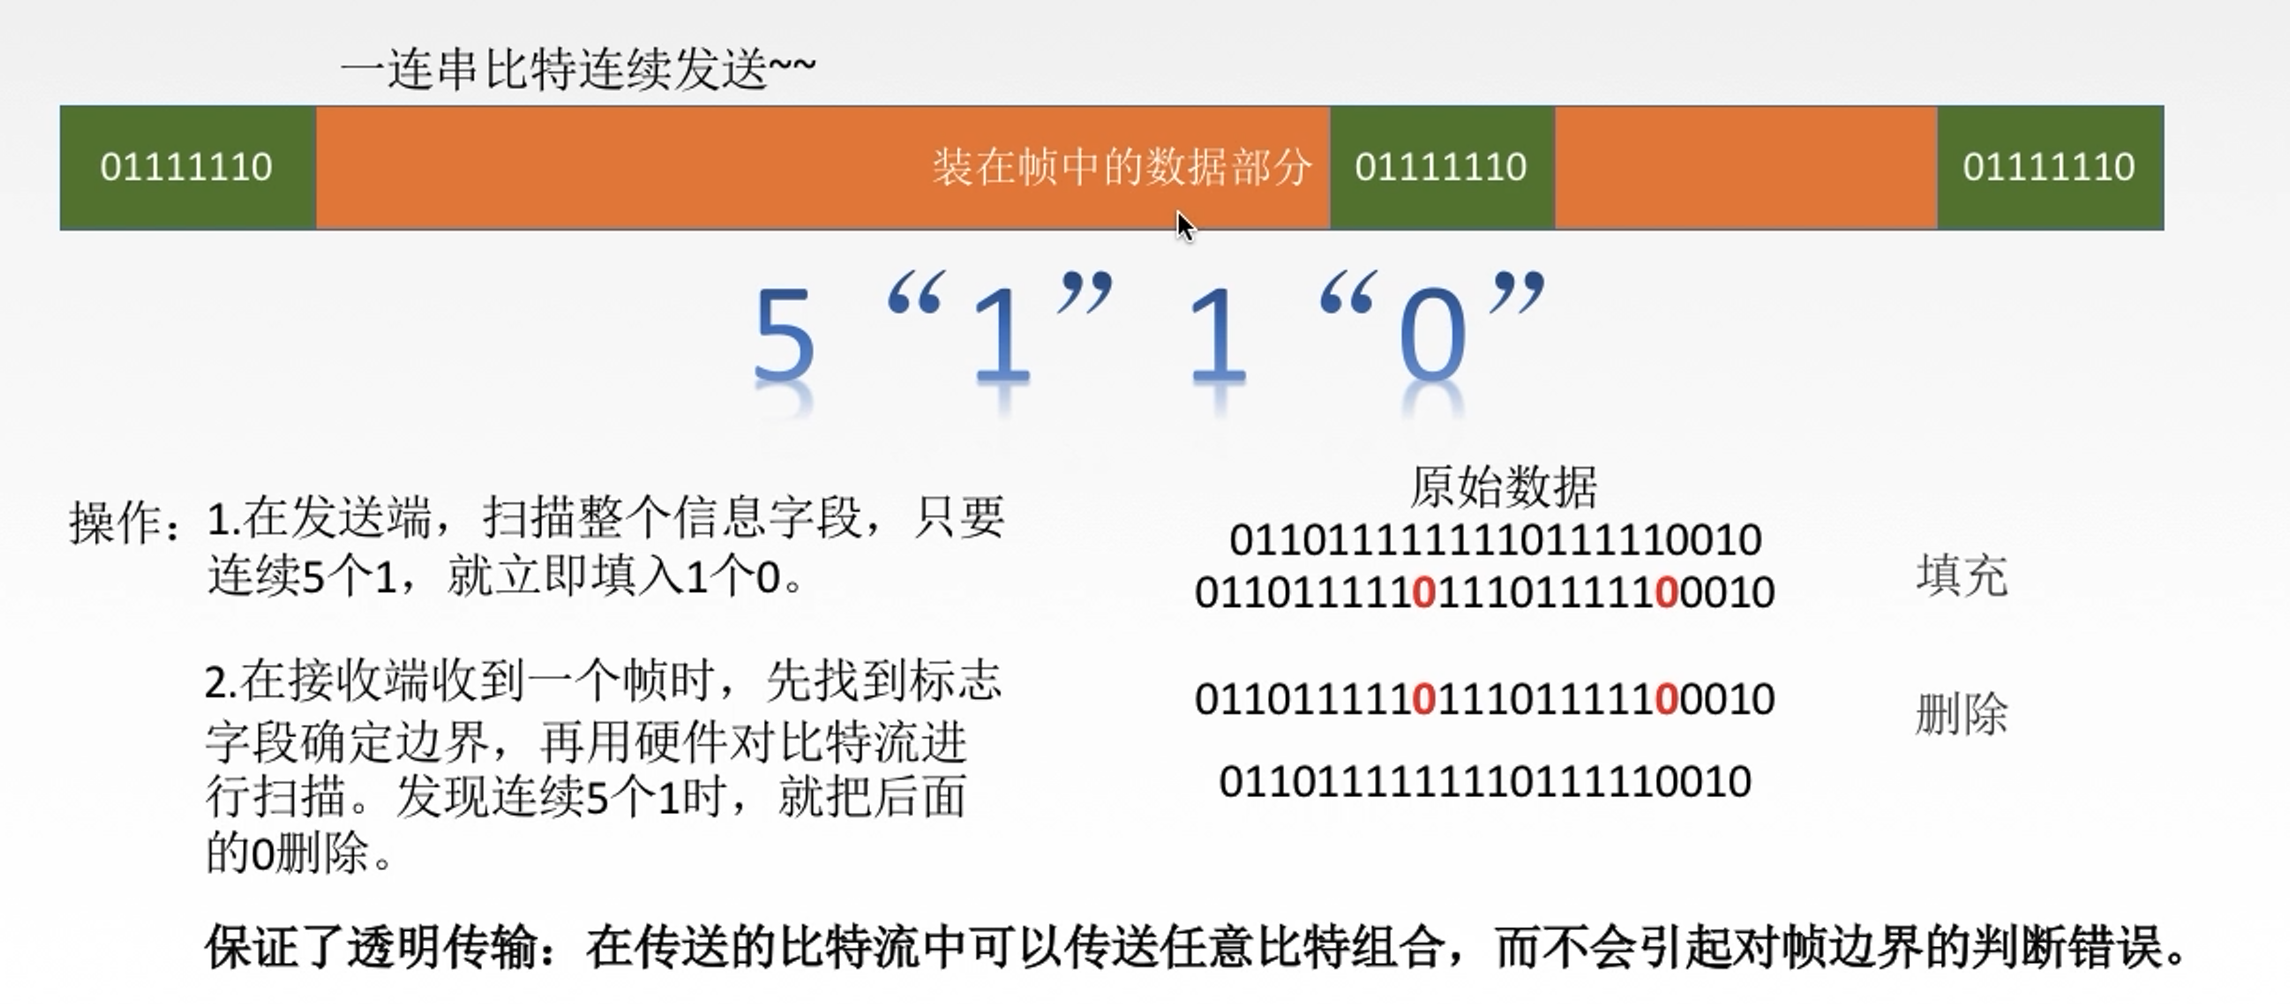 一连串比特连续发送~~
01111110 装在帧中的数据部分 01111110 01111110
5 “1” 1 “0”
操作：1.在发送端，扫描整个信息字段，只要
连续5个1，就立即填入1个0。
2.在接收端收到一个帧时，先找到标志
字段确定边界，再用硬件对比特流进
行扫描。发现连续5个1时，就把后面
的0删除。
原始数据
0110111111110111110010
011011111011101111100010
填充
011011111011101111100010
删除
0110111111110111110010
保证了透明传输：在传送的比特流中可以传送任意比特组合，而不会引起对帧边界的判断错误。